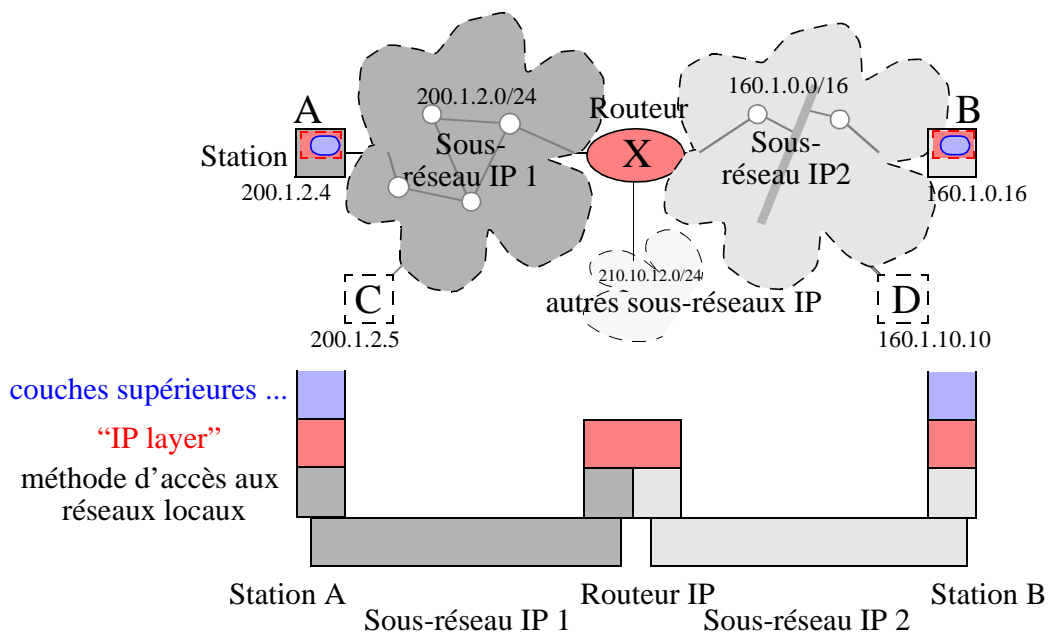 A
200.1.2.0/24
Routeur
160.1.0.0/16
B
Station
Sous-
réseau IP 1
X
Sous-
réseau IP2
200.1.2.4
160.1.0.16
C
210.10.12.0/24
autres sous-réseaux IP
D
200.1.2.5
160.1.10.10
couches supérieures ...
“IP layer”
méthode d’accès aux
réseaux locaux
Station A
Routeur IP
Station B
Sous-réseau IP 1
Sous-réseau IP 2